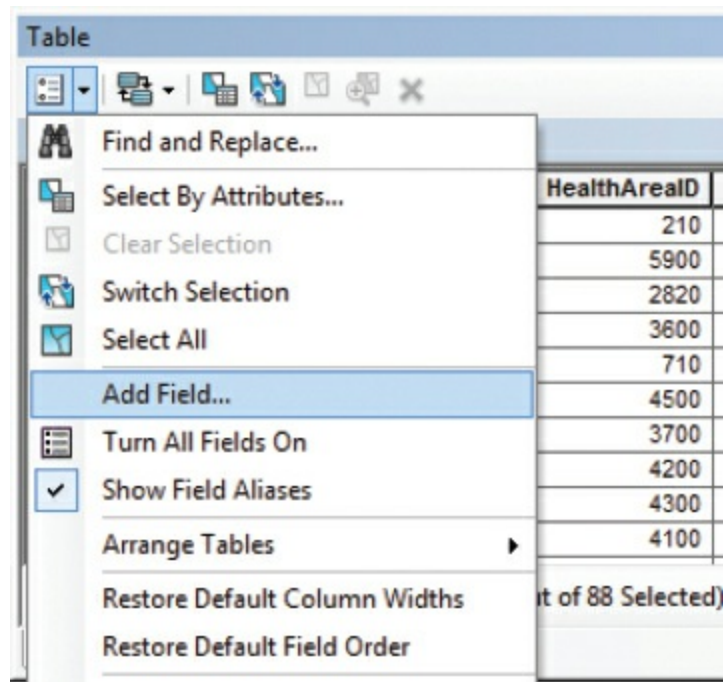 Table
Find and Replace...
Select By Attributes...
Clear Selection
Switch Selection
Select All
Add Field...
Turn All Fields On
Show Field Aliases
Arrange Tables
Restore Default Column Widths
Restore Default Field Order
HealthAreaID
210
5900
2820
3600
710
4500
3700
4200
4300
4100
of 88 Selected)